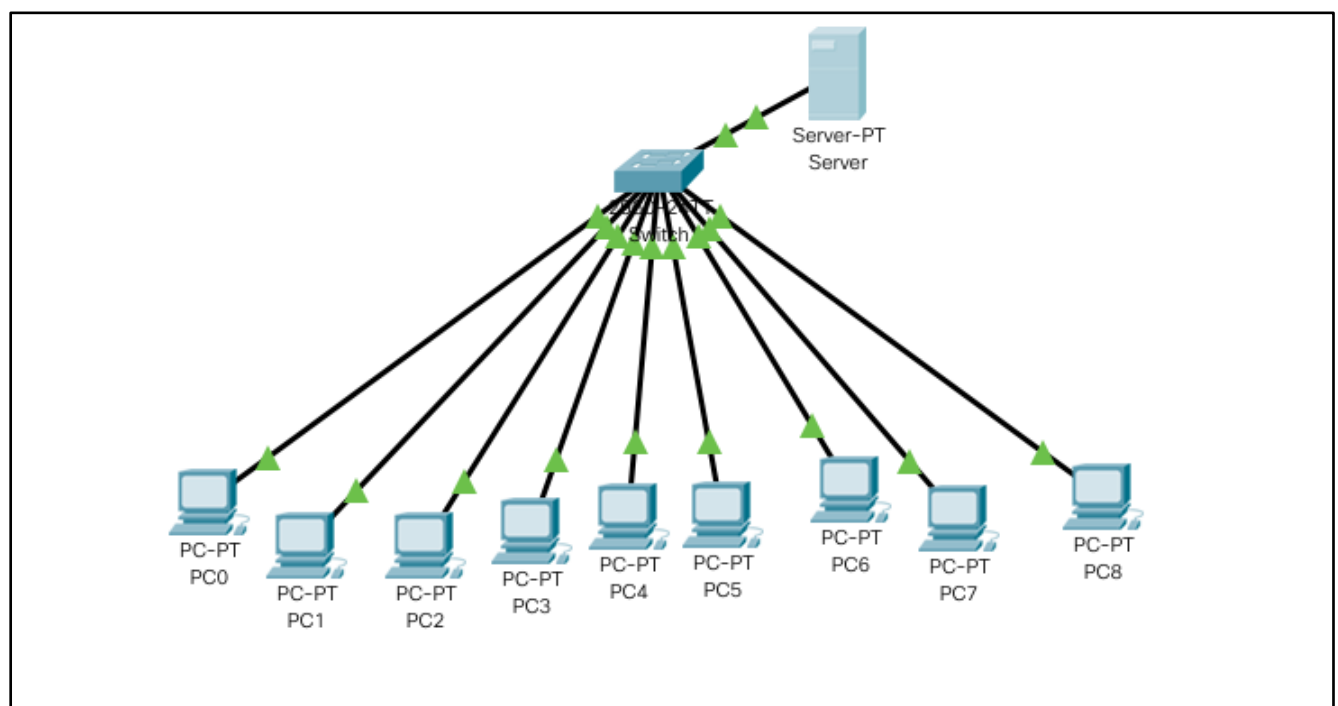 Server-PT
Server
Switch
PC-PT
PC0
PC-PT
PC1
PC-PT
PC2
PC-PT
PC3
PC-PT
PC4
PC-PT
PC5
PC-PT
PC6
PC-PT
PC7
PC-PT
PC8